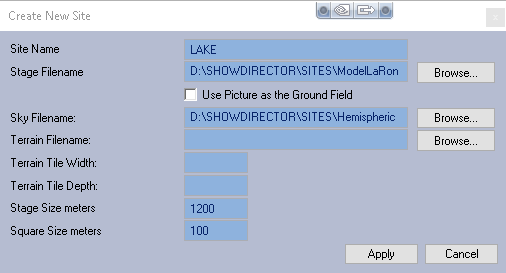 Create New Site
Site Name LAKE
Stage Filename D:\SHOWDIRECTOR\SITES\ModelLaRon Browse...
Use Picture as the Ground Field
Sky Filename: D:\SHOWDIRECTOR\SITES\Hemispheric Browse...
Terrain Filename: Browse...
Terrain Tile Width:
Terrain Tile Depth:
Stage Size meters 1200
Square Size meters 100
Apply Cancel